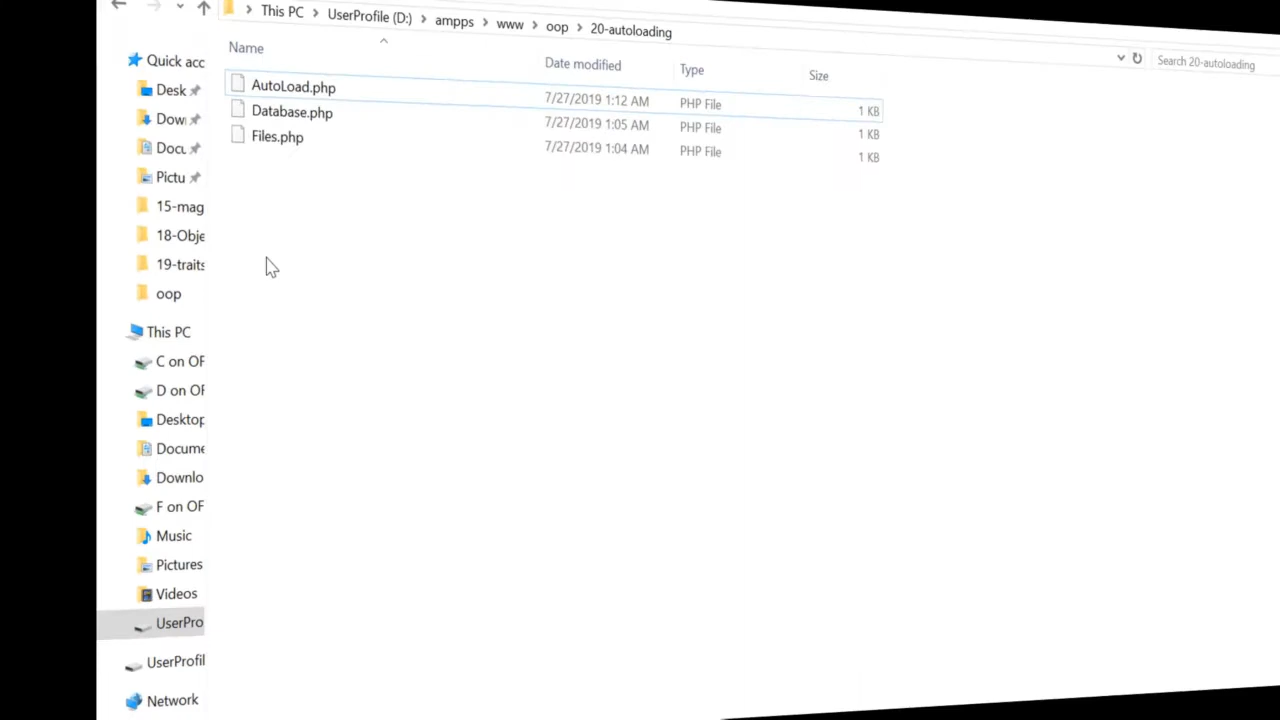 This PC > UserProfile (D:) > ampps > www > oop > 20-autoloading
Search 20-autoloading
Name Date modified Type Size
AutoLoad.php 7/27/2019 1:12 AM PHP File 1 KB
Database.php 7/27/2019 1:05 AM PHP File 1 KB
Files.php 7/27/2019 1:04 AM PHP File 1 KB
Quick acc
Desk
Dow
Docu
Pictu
15-mag
18-Obje
19-traits
oop
This PC
C on OF
D on OF
Desktop
Docume
Downlo
F on OF
Music
Pictures
Videos
UserPro
UserProfil
Network